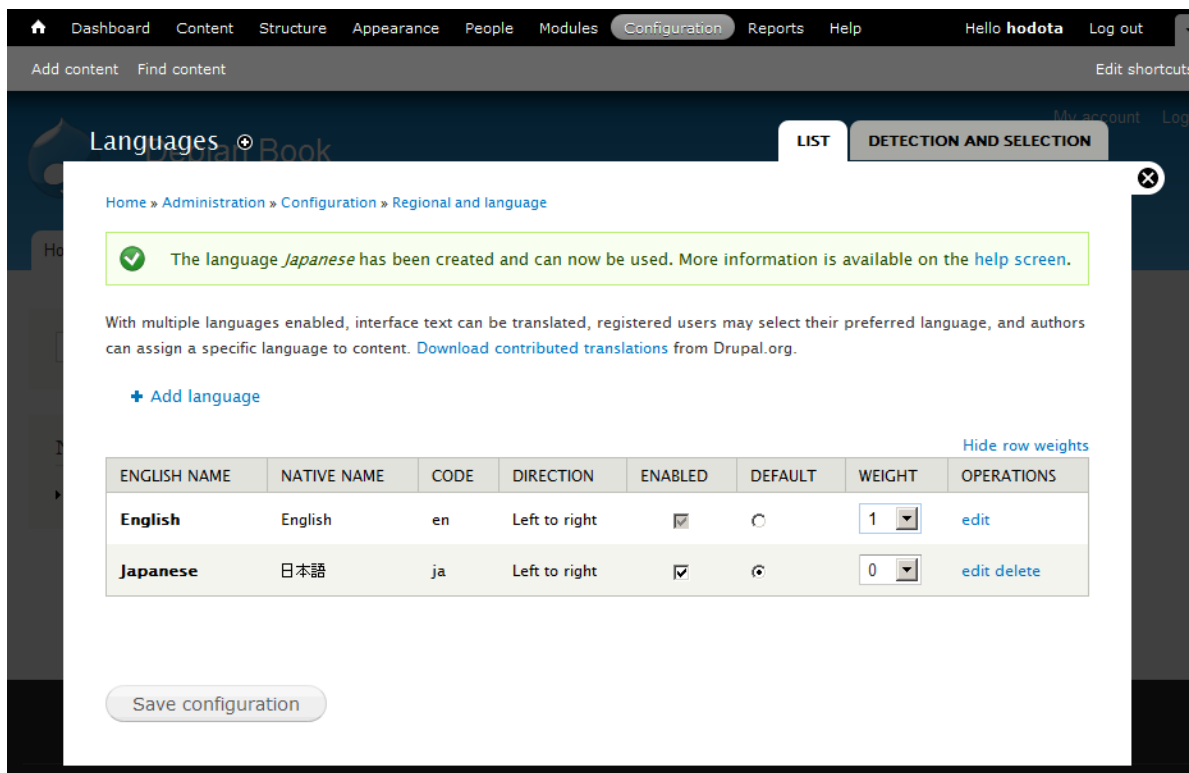 Dashboard Content Structure Appearance People Modules Configuration Reports Help Hello hodota Log out
Add content Find content Edit shortcuts
My account Log
Languages
Debian Book
LIST DETECTION AND SELECTION
Home » Administration » Configuration » Regional and language
Ho
The language Japanese has been created and can now be used. More information is available on the help screen.
With multiple languages enabled, interface text can be translated, registered users may select their preferred language, and authors
can assign a specific language to content. Download contributed translations from Drupal.org.
Add language
Hide row weights
ENGLISH NAME NATIVE NAME CODE DIRECTION ENABLED DEFAULT WEIGHT OPERATIONS
English English en Left to right 1 edit
Japanese 日本語 ja Left to right 0 edit delete
Save configuration